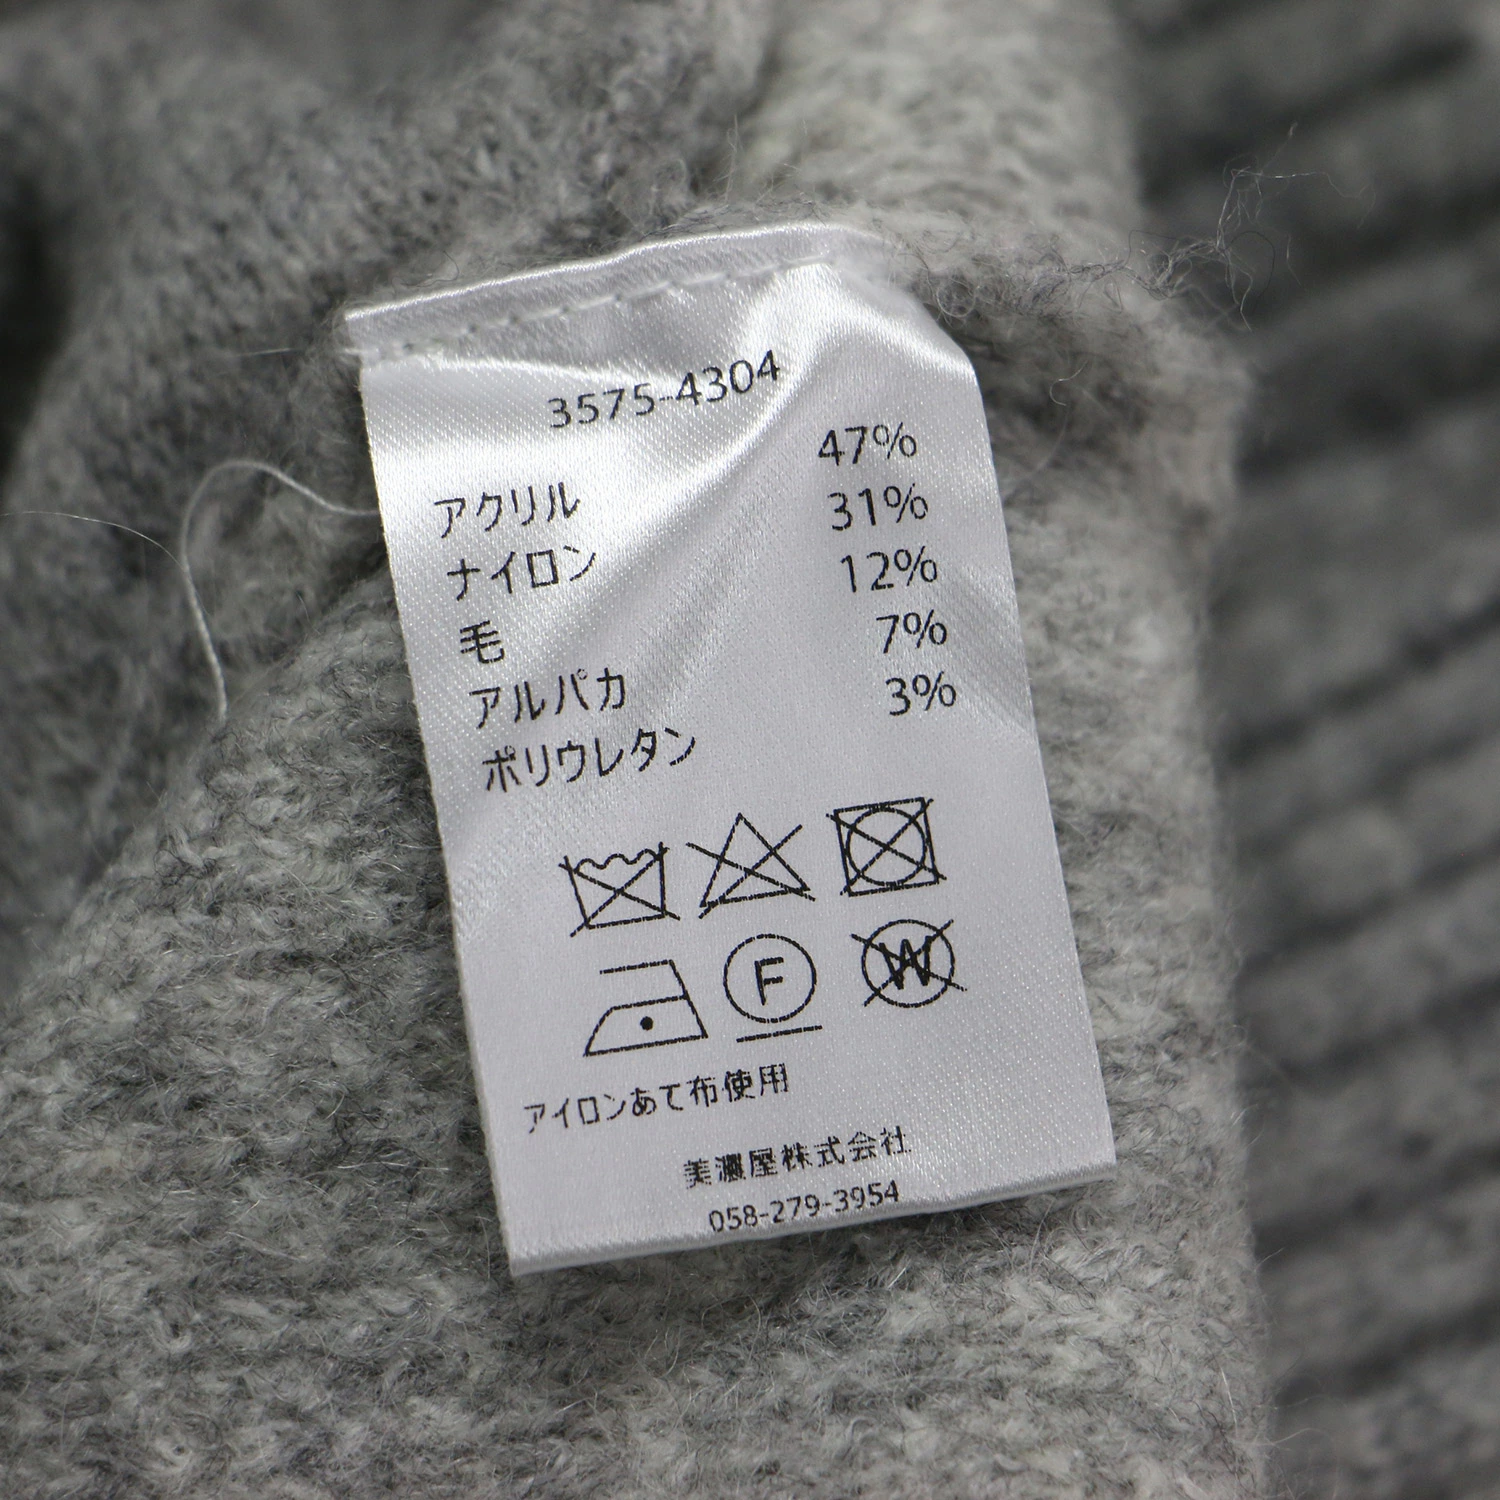 3575-4304
アクリル 47%
ナイロン 31%
毛 12%
アルパカ 7%
ポリウレタン 3%
F W
アイロンあて布使用
美濃屋株式会社
058-279-3954